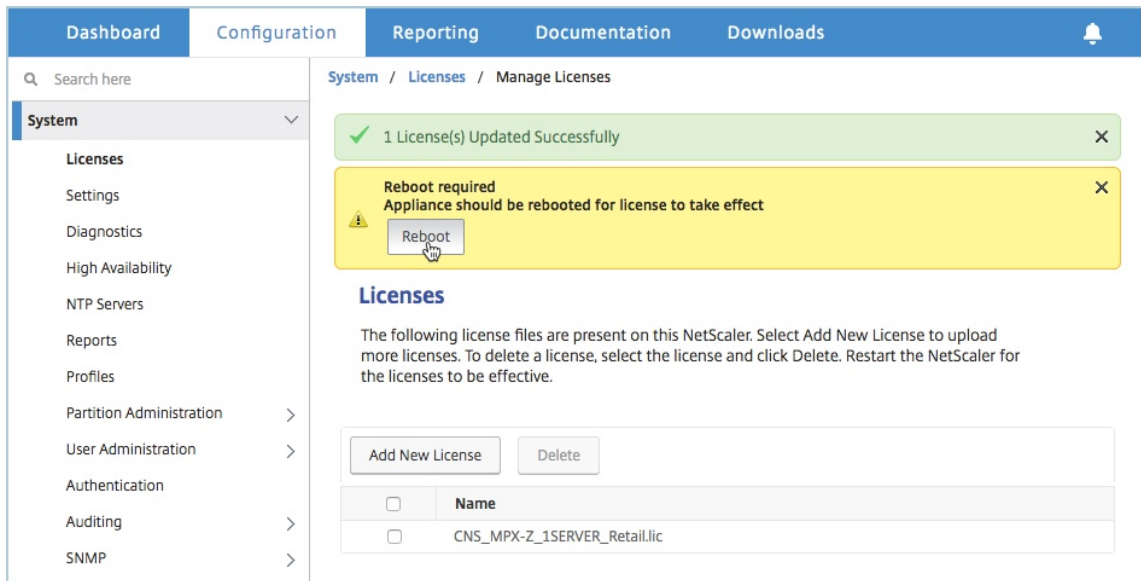 Dashboard
Configuration
Reporting
Documentation
Downloads
Search here
System
Licenses
Settings
Diagnostics
High Availability
NTP Servers
Reports
Profiles
Partition Administration
User Administration
Authentication
Auditing
SNMP
System / Licenses / Manage Licenses
1 License(s) Updated Successfully
Reboot required
Appliance should be rebooted for license to take effect
Reboot
Licenses
The following license files are present on this NetScaler. Select Add New License to upload
more licenses. To delete a license, select the license and click Delete. Restart the NetScaler for
the licenses to be effective.
Add New License
Delete
Name
CNS_MPX-Z_1SERVER_Retail.lic